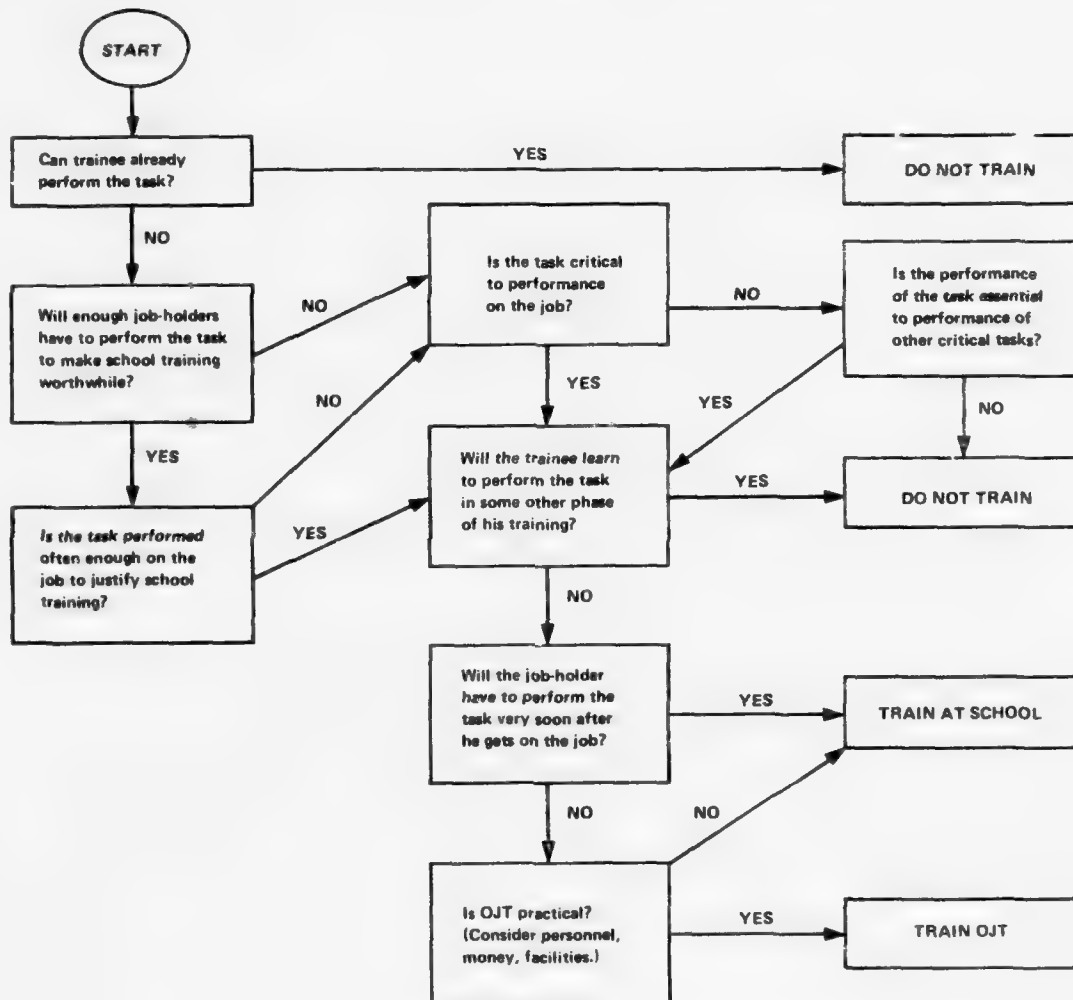 START
Can trainee already
perform the task?
YES
DO NOT TRAIN
NO
Will enough job-holders
have to perform the task
to make school training
worthwhile?
NO
Is the task critical
to performance
on the job?
NO
Is the performance
of the task essential
to performance of
other critical tasks?
YES
NO
YES
YES
NO
Is the task performed
often enough on the
job to justify school
training?
YES
Will the trainee learn
to perform the task
in some other phase
of his training?
YES
DO NOT TRAIN
NO
Will the job-holder
have to perform the
task very soon after
he gets on the job?
YES
TRAIN AT SCHOOL
NO
NO
Is OJT practical?
(Consider personnel,
money, facilities.)
YES
TRAIN OJT